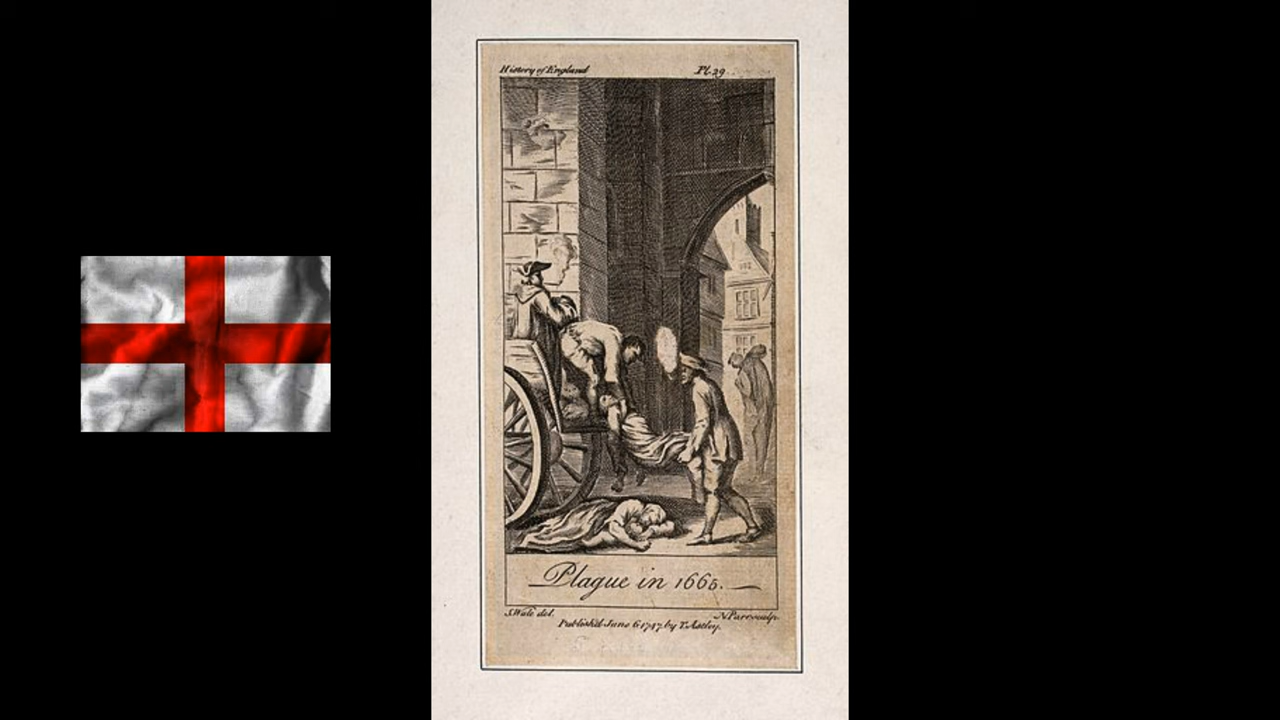 History of England
Pl. 29.
Plague in 1665.
S. Wale del.
N. Parr sculp.
Publish'd June 6 1747 by T. Astley.